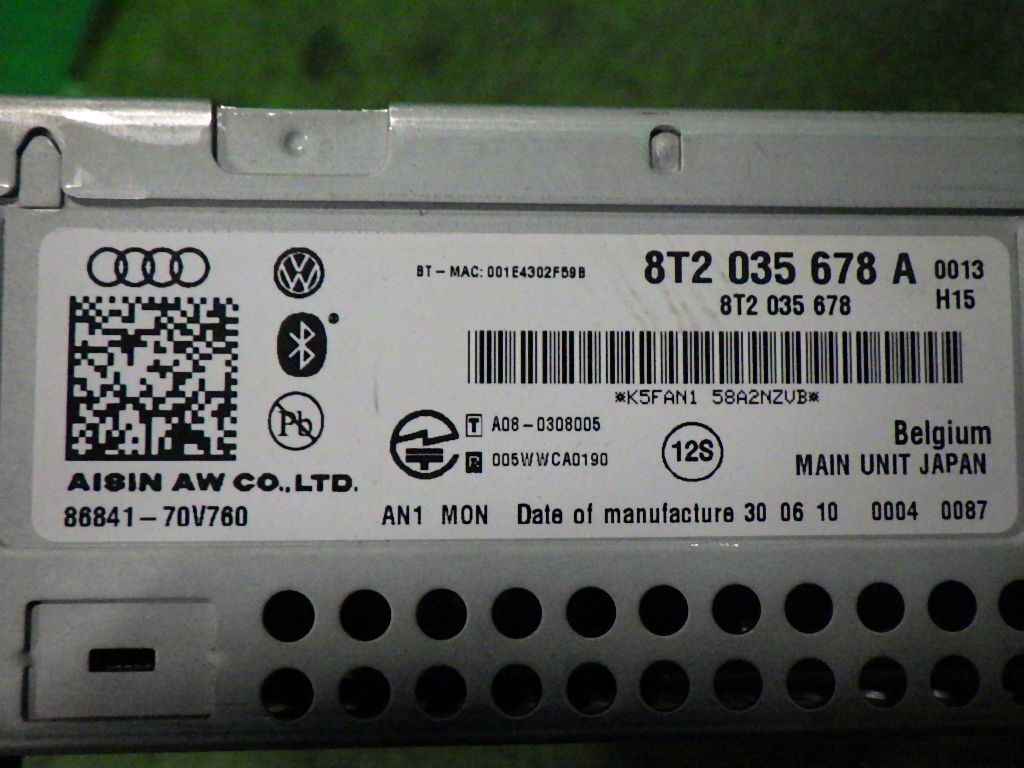 BT-MAC: 001E4302F59B
8T2 035 678 A 0013
8T2 035 678 H15
*K5FAN1 58A2NZVB*
Pb
T A08-0308005
R 005WWCA0190
12S
Belgium
MAIN UNIT JAPAN
AISIN AW CO., LTD.
86841-70V760
AN1 MON Date of manufacture 30 06 10 0004 0087